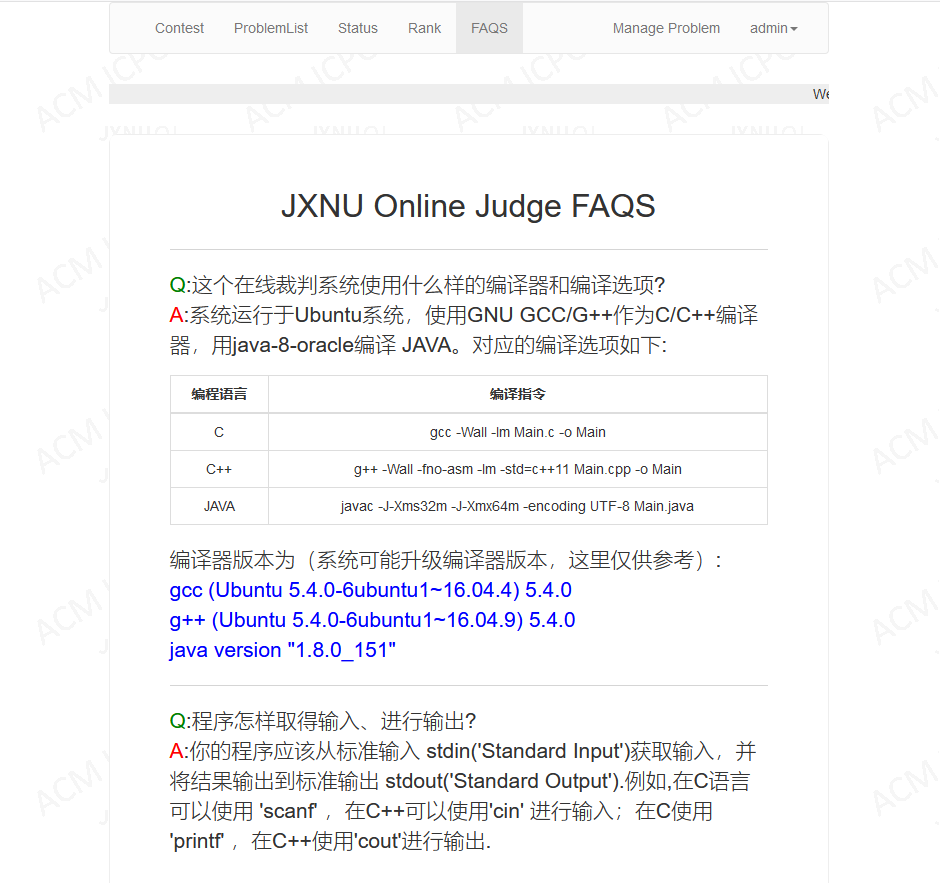 Contest ProblemList Status Rank FAQS Manage Problem admin
We
JXNU Online Judge FAQS
Q:这个在线裁判系统使用什么样的编译器和编译选项?
A:系统运行于Ubuntu系统，使用GNU GCC/G++作为C/C++编译
器，用java-8-oracle编译 JAVA。对应的编译选项如下:
编程语言 编译指令
C gcc -Wall -lm Main.c -o Main
C++ g++ -Wall -fno-asm -lm -std=c++11 Main.cpp -o Main
JAVA javac -J-Xms32m -J-Xmx64m -encoding UTF-8 Main.java
编译器版本为（系统可能升级编译器版本，这里仅供参考）:
gcc (Ubuntu 5.4.0-6ubuntu1~16.04.4) 5.4.0
g++ (Ubuntu 5.4.0-6ubuntu1~16.04.9) 5.4.0
java version "1.8.0_151"
Q:程序怎样取得输入、进行输出?
A:你的程序应该从标准输入 stdin('Standard Input')获取输入，并
将结果输出到标准输出 stdout('Standard Output').例如,在C语言
可以使用 'scanf' ，在C++可以使用'cin' 进行输入；在C使用
'printf' ，在C++使用'cout'进行输出.